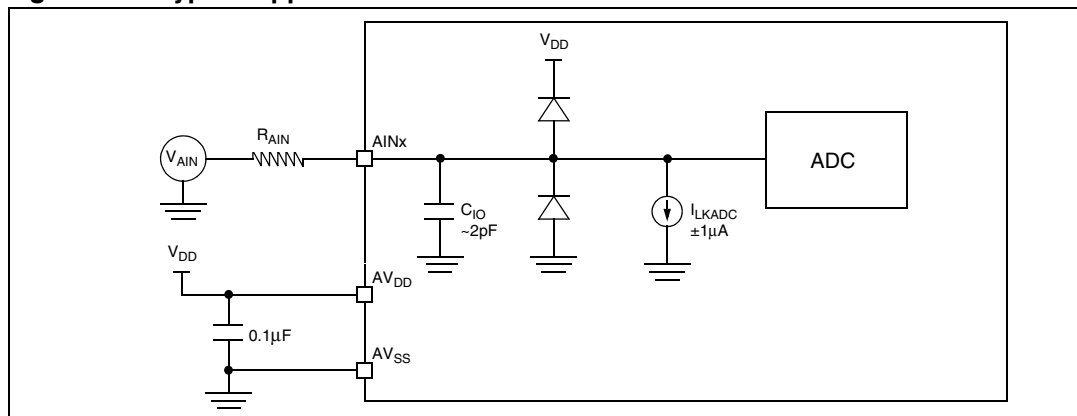 V_DD
R_AIN
AINx
V_AIN
ADC
C_IO
~2pF
I_LKADC
±1µA
V_DD
AV_DD
0.1µF
AV_SS